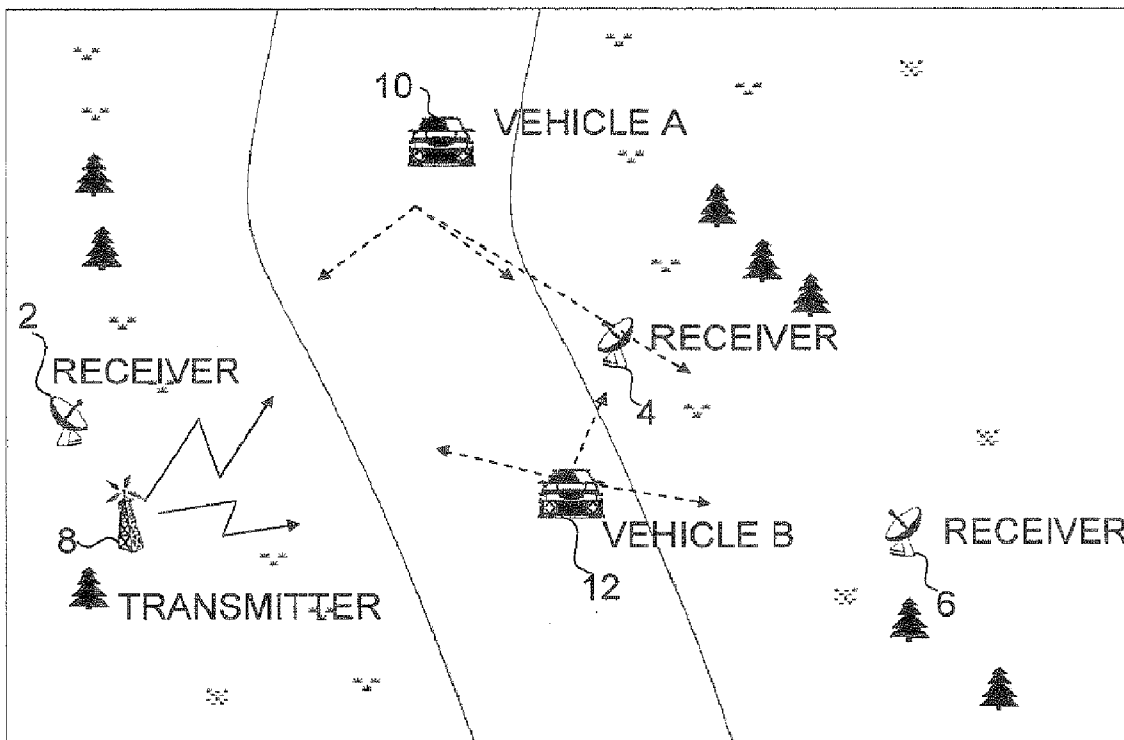 10
VEHICLE A
2
RECEIVER
RECEIVER
4
8
VEHICLE B
RECEIVER
12
TRANSMITTER
6